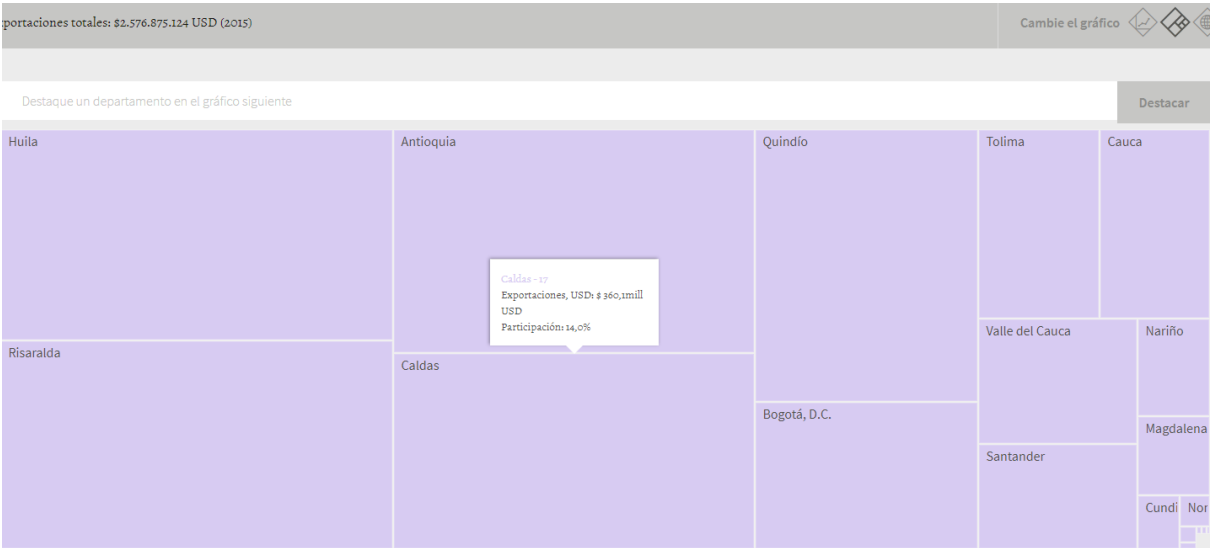 portaciones totales: $2.576.875.124 USD (2015)
Cambie el gráfico
Destaque un departamento en el gráfico siguiente
Destacar
Huila
Antioquia
Quindío
Tolima
Cauca
Caldas - 17
Exportaciones, USD: $ 360,1mill
USD
Participación: 14,0%
Valle del Cauca
Nariño
Risaralda
Caldas
Bogotá, D.C.
Magdalena
Santander
Cundi
Nor